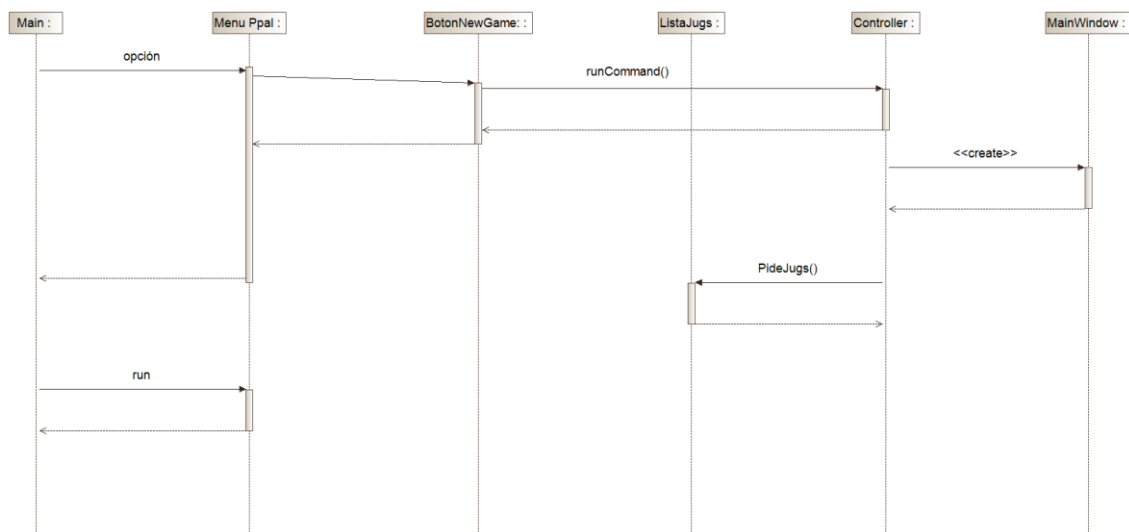 Main :
Menu Ppal :
BotonNewGame: :
ListaJugs :
Controller :
MainWindow :
opción
runCommand()
<<create>>
PideJugs()
run